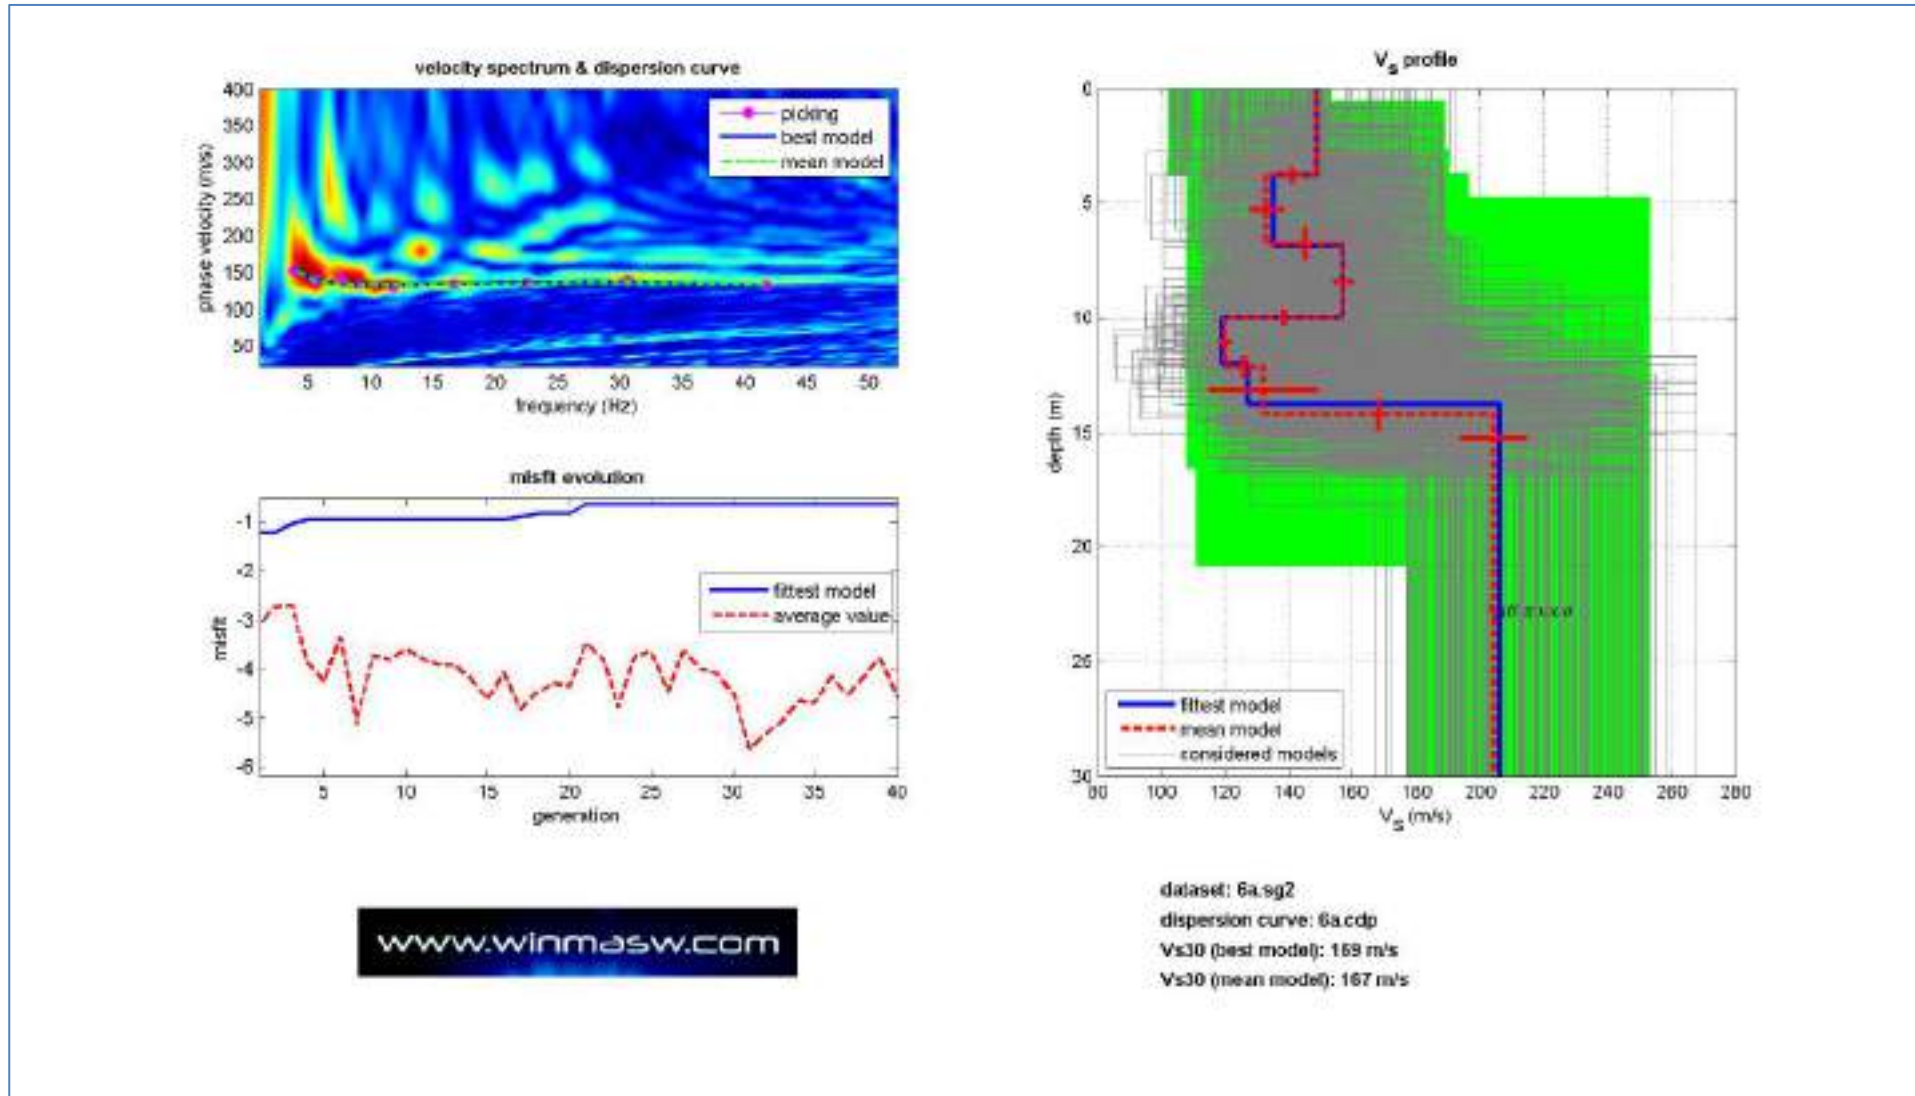 velocity spectrum & dispersion curve
400
350
300
250
200
150
100
50
phase velocity (m/s)
picking
best model
mean model
5 10 15 20 25 30 35 40 45 50
frequency (Hz)
misfit evolution
-1
-2
-3
-4
-5
-6
misfit
fittest model
average value
5 10 15 20 25 30 35 40
generation
www.winmasw.com
Vs profile
0
5
10
15
20
25
30
depth (m)
fittest model
mean model
considered models
80 100 120 140 160 180 200 220 240 260 280
Vs (m/s)
dataset: 6a.sg2
dispersion curve: 6a.cdp
Vs30 (best model): 169 m/s
Vs30 (mean model): 167 m/s